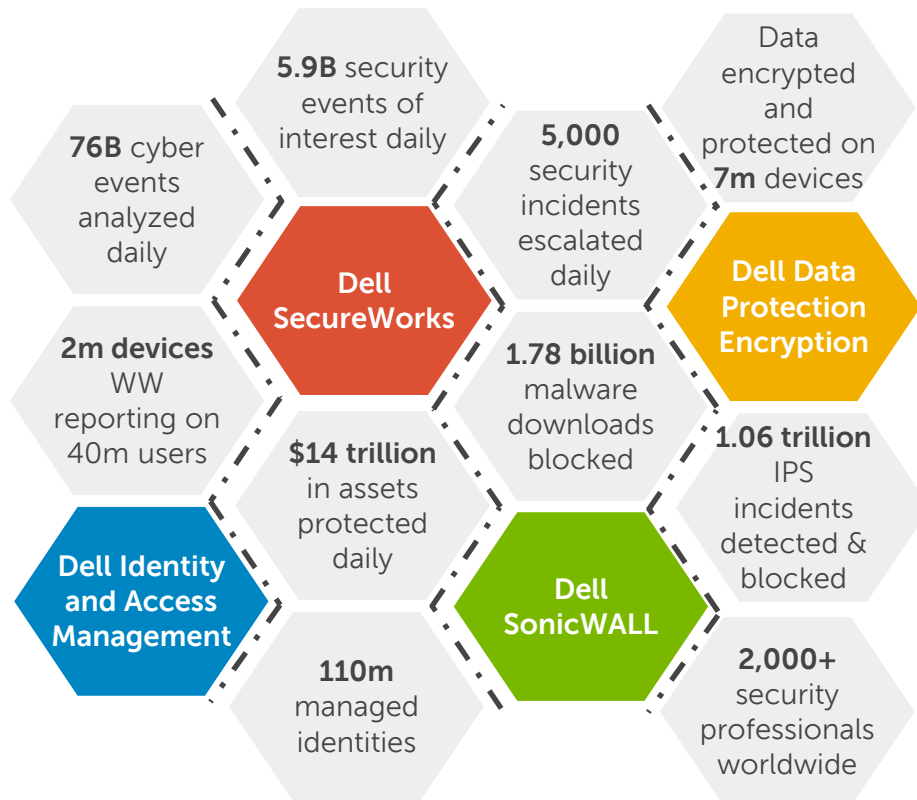 5.9B security
events of
interest daily
Data
encrypted
and
protected on
7m devices
76B cyber
events
analyzed
daily
5,000
security
incidents
escalated
daily
Dell
SecureWorks
Dell Data
Protection
Encryption
2m devices
WW
reporting on
40m users
1.78 billion
malware
downloads
blocked
$14 trillion
in assets
protected
daily
1.06 trillion
IPS
incidents
detected &
blocked
Dell Identity
and Access
Management
Dell
SonicWALL
110m
managed
identities
2,000+
security
professionals
worldwide